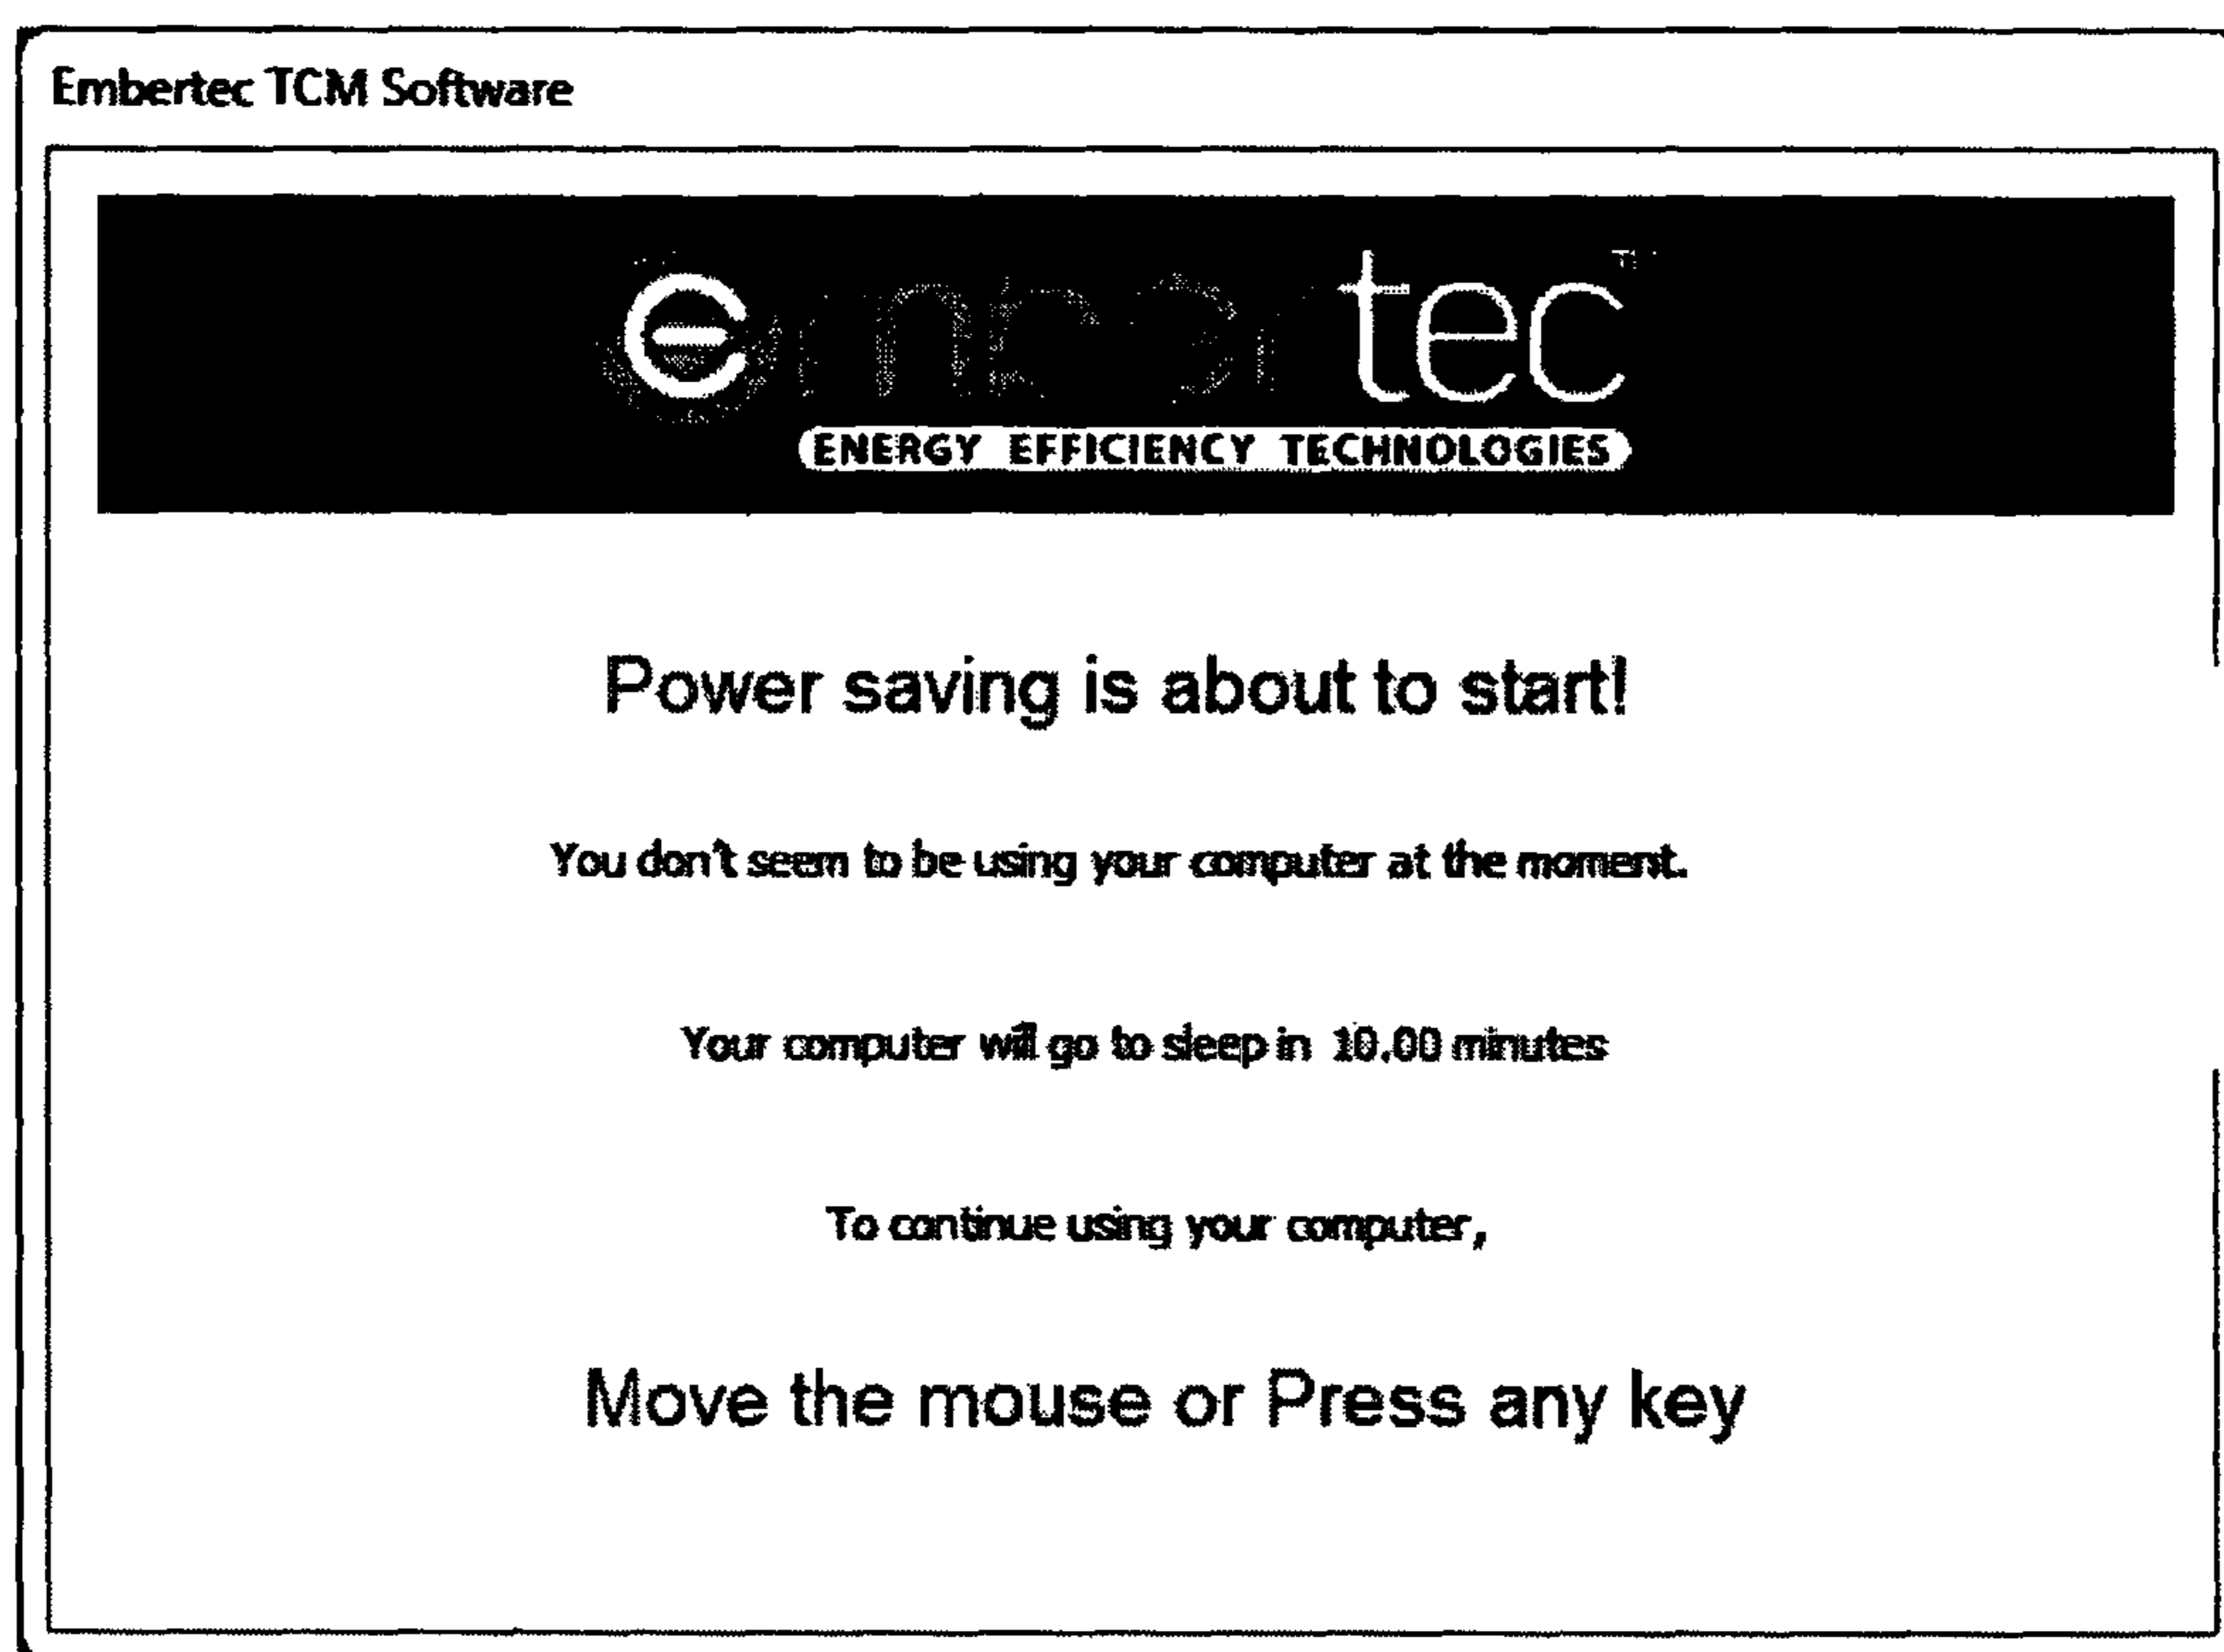 Embertec TCM Software
embertec
ENERGY EFFICIENCY TECHNOLOGIES
Power saving is about to start!
You don't seem to be using your computer at the moment.
Your computer will go to sleep in 10.00 minutes
To continue using your computer,
Move the mouse or Press any key